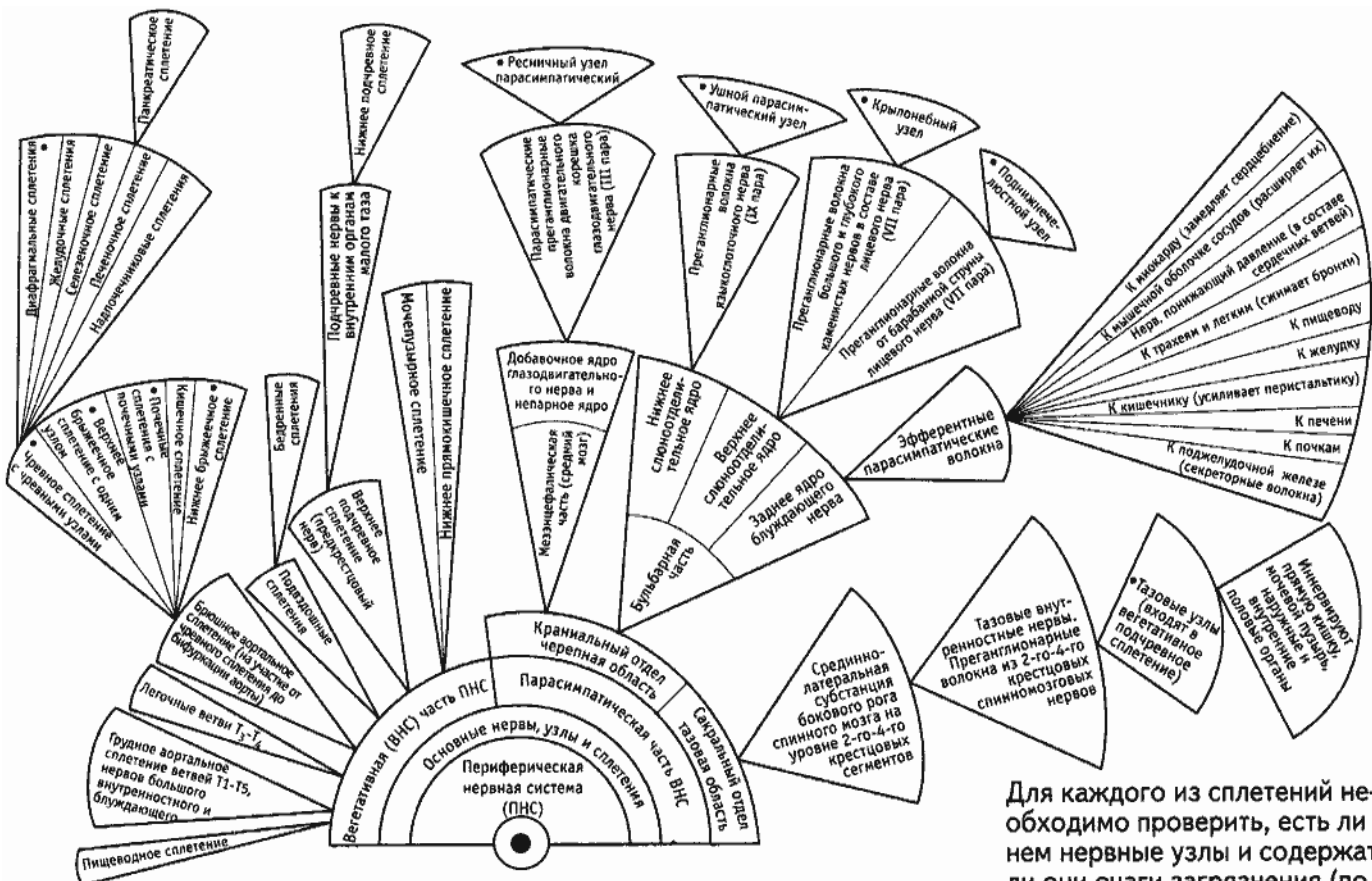 Панкреатическое
сплетение
Нижнее подчревное
сплетение
• Ресничный узел
парасимпатический
• Ушной парасим-
патический узел
• Крылонебный
узел
• Поднижнече-
люстной узел
Диафрагмальные сплетения •
Желудочные сплетения
Селезеночное сплетение
Печеночное сплетение
Надпочечниковые сплетения
Подчревные нервы к
внутренним органам
малого газа
Парасимпатические
преганглионарные
волокна двигательного
корешка
глазодвигательного
нерва (III пара)
Преганглионарные
волокна
языкоглоточного нерва
(IX пара)
Преганглионарные волокна
большого и глубокого
каменистых нервов в составе
лицевого нерва
(VII пара)
Преганглионарные волокна
от барабанной струны
лицевого нерва (VII пара)
К миокарду (замедляет сердцебиение)
К мышечной оболочке сосудов (расширяет их)
Нерв, понижающий давление (в составе
сердечных ветвей)
К трахеям и легким (сжимает бронхи)
К пищеводу
К желудку
К кишечнику (усиливает перистальтику)
К печени
К почкам
К поджелудочной железе
(секреторные волокна)
• Чревное сплетение
с чревными узлами
• Верхнее
брыжеечное
сплетение с одним
узлом
• Почечные
сплетения с
почечными узлами
Кишечное сплетение
Нижнее брыжеечное •
сплетение
Бедренные
сплетения
Мочепузырное сплетение
Нижнее прямокишечное сплетение
Добавочное ядро
глазодвигательно-
го нерва и
непарное ядро
Мезэнцефалическая
часть (средний
мозг)
Нижнее
слюноотдели-
тельное ядро
Верхнее
слюноотдели-
тельное ядро
Заднее ядро
блуждающего
нерва
Бульбарная
часть
Эфферентные
парасимпатические
волокна
Верхнее
подчревное
сплетение
(предкрестцовый
нерв)
Подвздошные
сплетения
Брюшное аортальное
сплетение (на участке от
чревного сплетения до
бифуркации аорты)
Легочные ветви T3-T4
Грудное аортальное
сплетение ветвей T1-T5,
нервов большого
внутренностного и
блуждающего
Пищеводное сплетение
Вегетативная (ВНС) часть ПНС
Основные нервы, узлы и сплетения
Периферическая
нервная система
(ПНС)
Краниальный отдел
черепная область
Парасимпатическая часть ВНС
Сакральный отдел
тазовая область
Срединно-
латеральная
субстанция
бокового рога
спинного мозга на
уровне 2-го-4-го
крестцовых
сегментов
Тазовые внут-
ренностные нервы.
Преганглионарные
волокна из 2-го-4-го
крестцовых
спинномозговых
нервов
• Тазовые узлы
(входят в
вегетативное
подчревное
сплетение)
Иннервируют
прямую кишку,
мочевой пузырь,
наружные и
внутренние
половые органы
Для каждого из сплетений не-
обходимо проверить, есть ли в
нем нервные узлы и содержат
ли они очаги загрязнения (по-